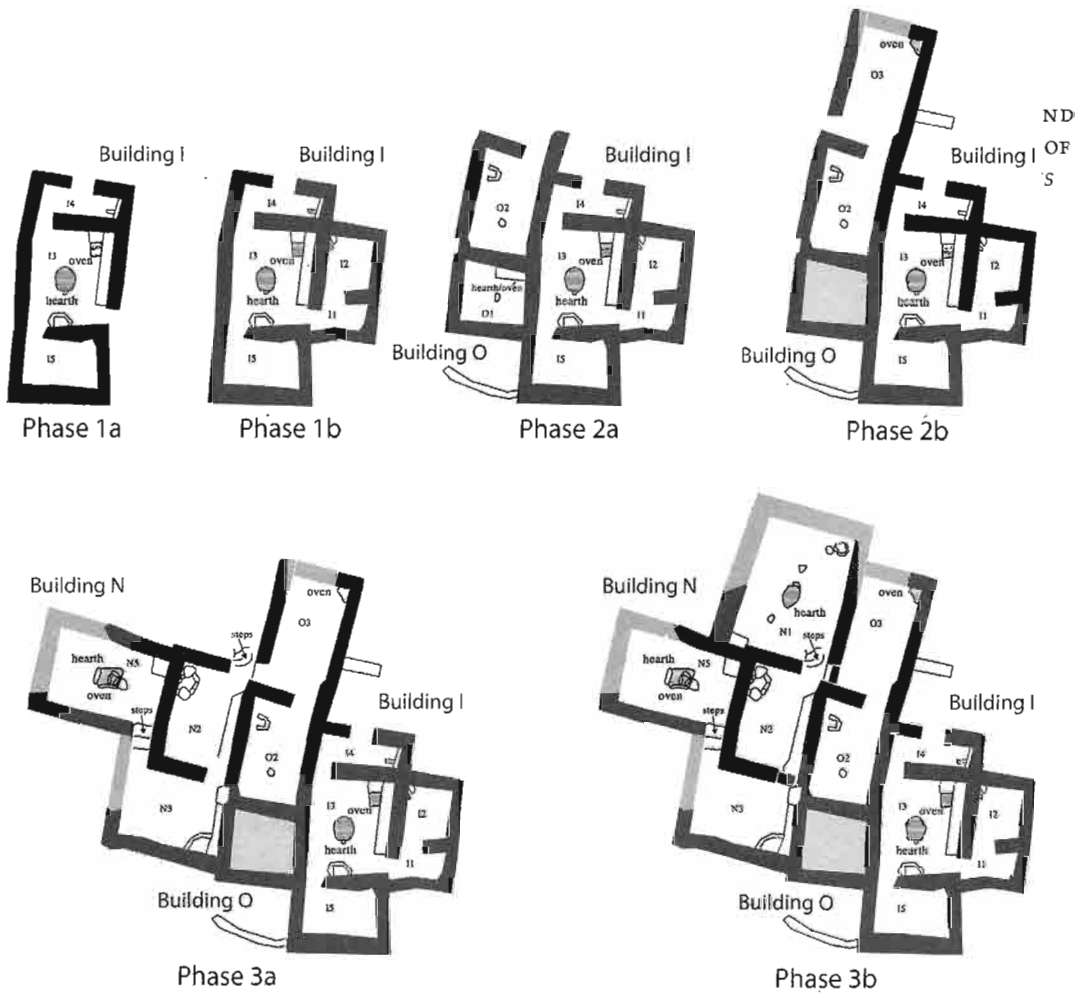 Building I
I4
I3
oven
hearth
I5
Phase 1a
Building I
I4
I3
oven
I2
hearth
I1
I5
Phase 1b
Building I
I4
O2
I3
oven
I2
hearth/oven
hearth
O1
I1
I5
Building O
Phase 2a
oven
O3
ND
OF
S
Building I
I4
O2
I3
oven
I2
hearth
I1
I5
Building O
Phase 2b
Building N
oven
O3
steps
hearth
N5
oven
steps
N2
Building I
I4
O2
I3
oven
I2
N3
hearth
I1
Building O
I5
Phase 3a
Building N
oven
hearth
O3
N1
steps
hearth
N5
oven
steps
N2
Building I
I4
O2
I3
oven
I2
N3
hearth
I1
Building O
I5
Phase 3b